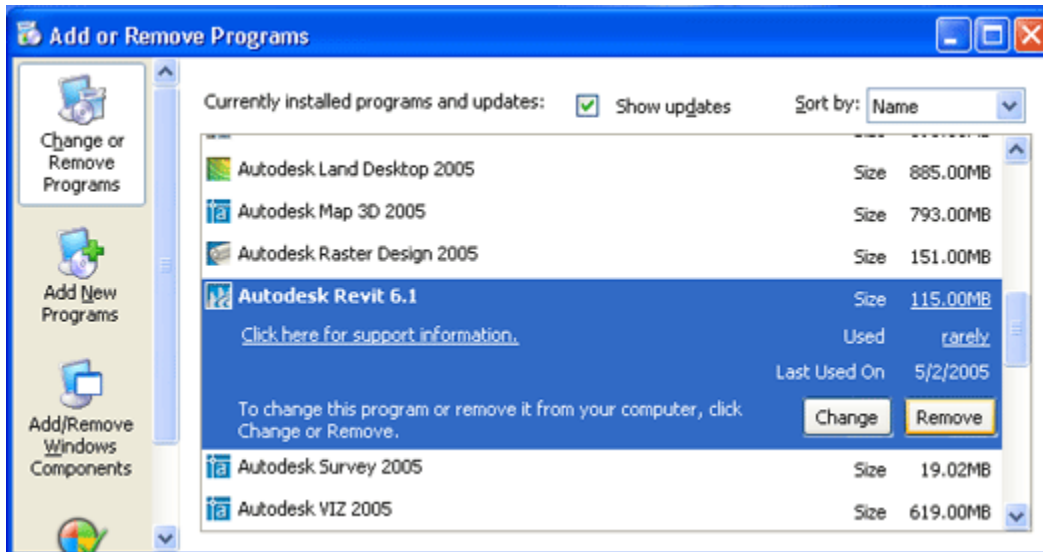 Add or Remove Programs
Change or
Remove
Programs
Add New
Programs
Add/Remove
Windows
Components
Currently installed programs and updates:
Show updates
Sort by: Name
Size
Autodesk Land Desktop 2005 Size 885.00MB
Autodesk Map 3D 2005 Size 793.00MB
Autodesk Raster Design 2005 Size 151.00MB
Autodesk Revit 6.1 Size 115.00MB
Click here for support information. Used rarely
Last Used On 5/2/2005
To change this program or remove it from your computer, click
Change or Remove.
Change
Remove
Autodesk Survey 2005 Size 19.02MB
Autodesk VIZ 2005 Size 619.00MB